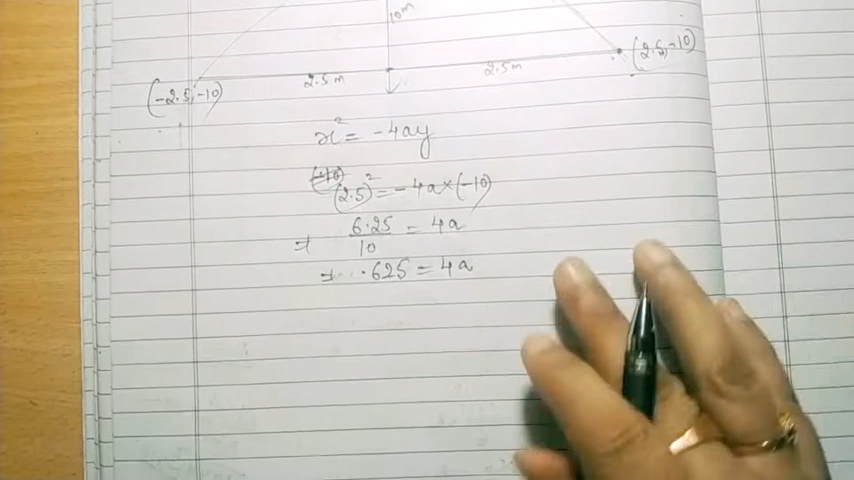 10m
(-2.5, -10) 2.5m 2.5m (2.5, -10)
x² = -4ay
(2.5)² = -4a×(-10)
⇒ 6.25/10 = 4a
⇒ .625 = 4a